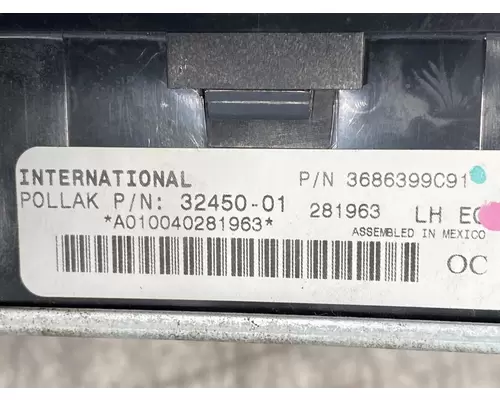 INTERNATIONAL P/N 3686399C91
POLLAK P/N: 32450-01 281963 LH EC
*A010040281963* ASSEMBLED IN MEXICO
OC